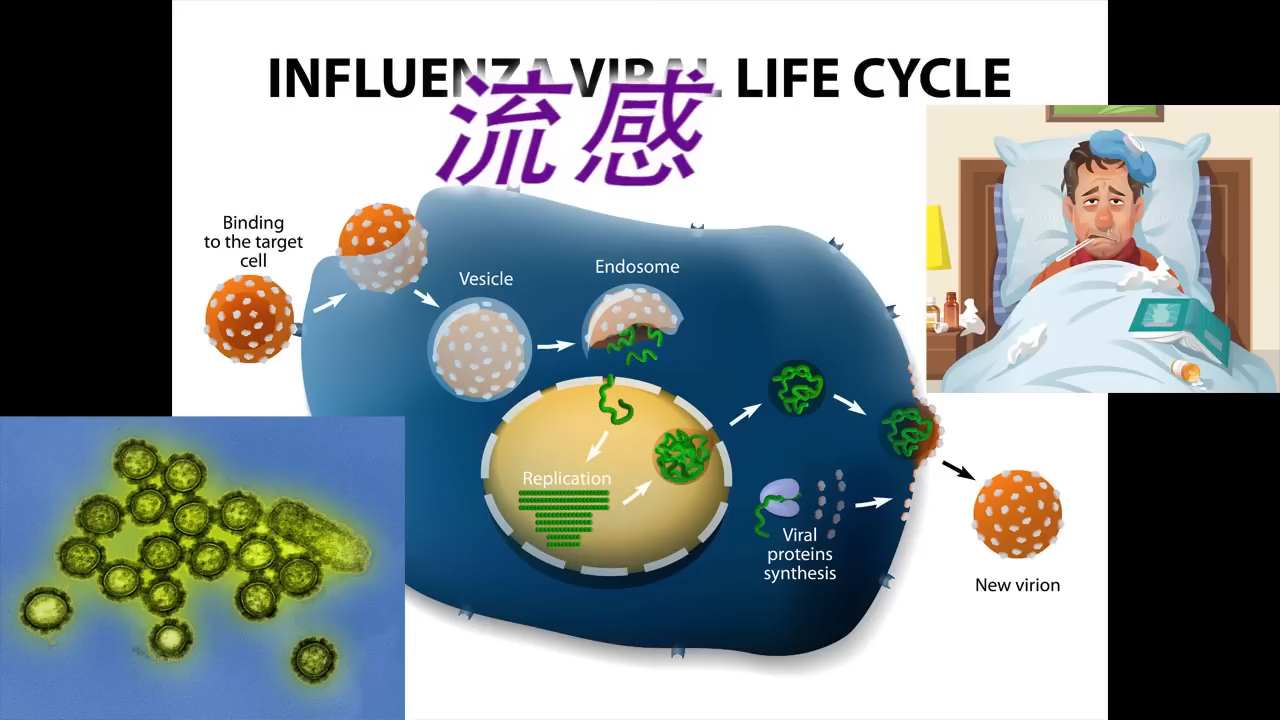 INFLUENZA VIRAL LIFE CYCLE
流感
Binding
to the target
cell
Vesicle
Endosome
Replication
Viral
proteins
synthesis
New virion